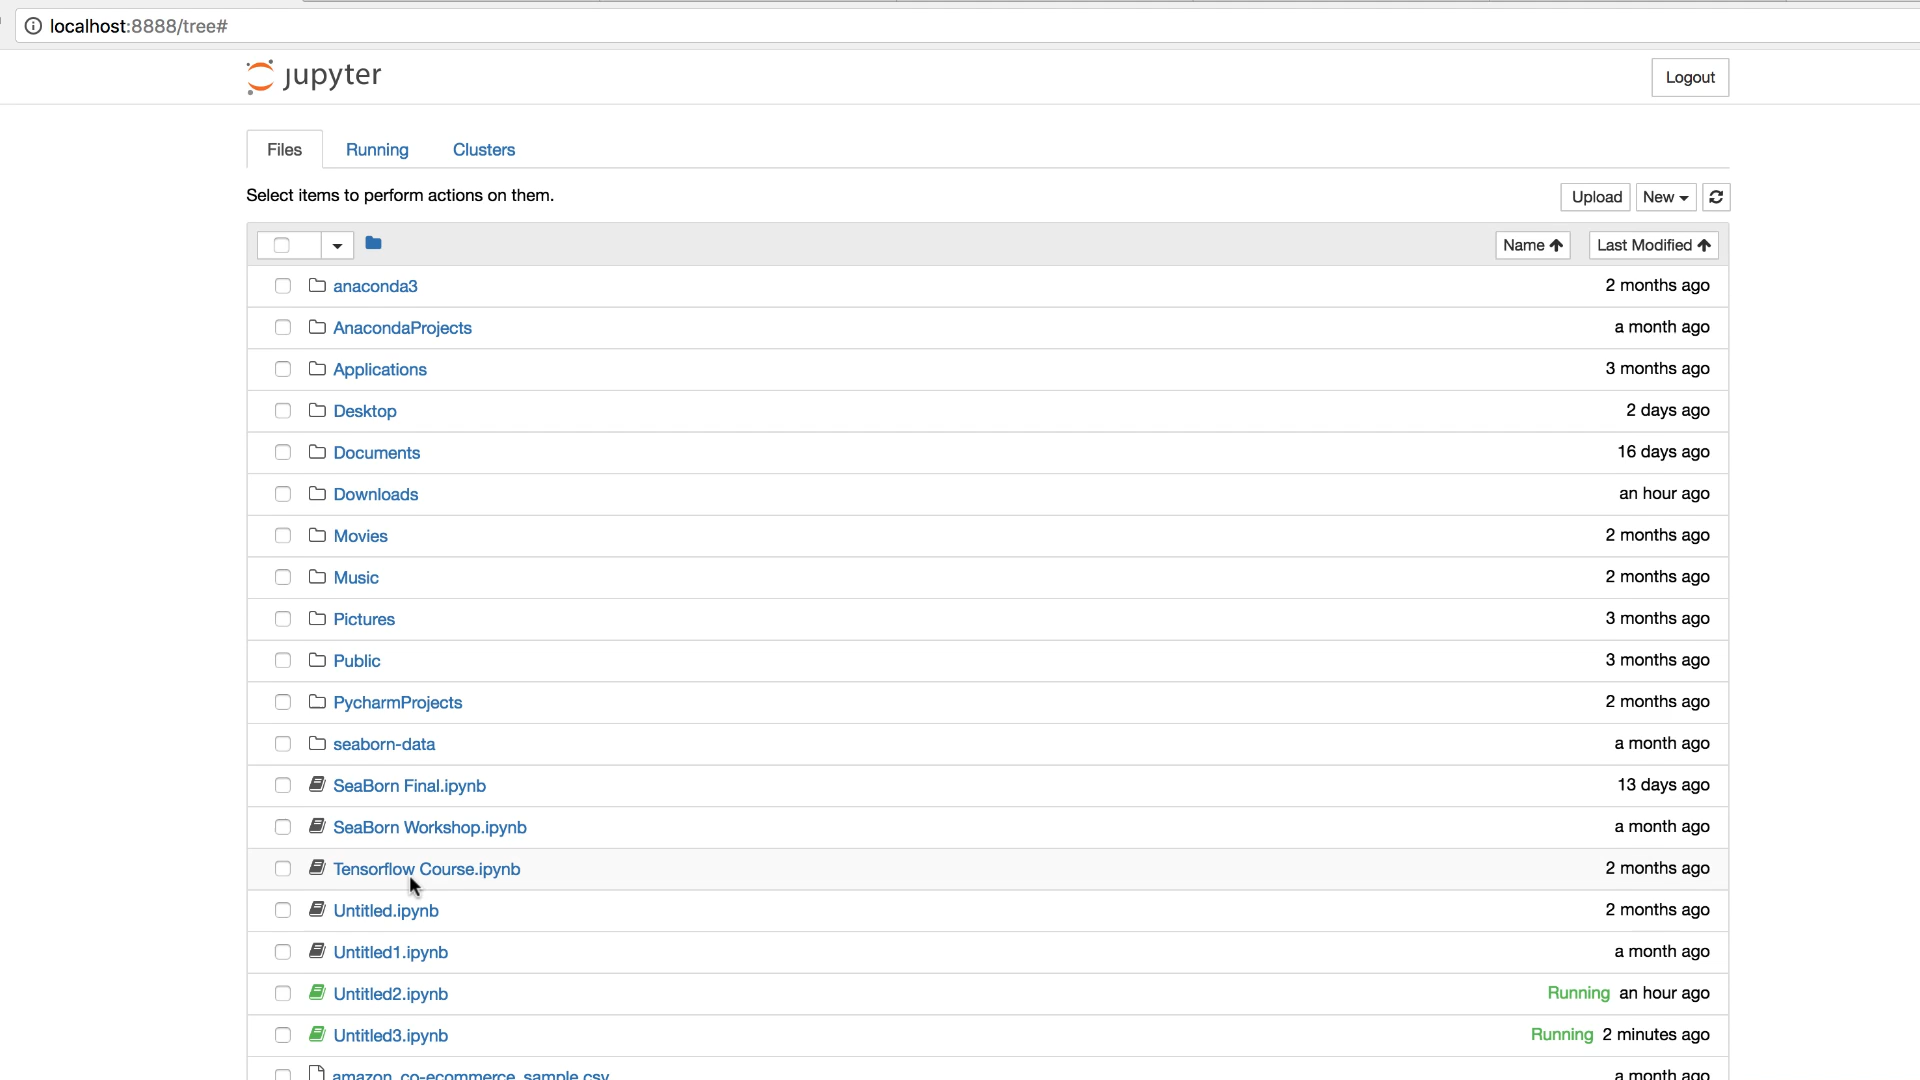 localhost:8888/tree#
jupyter
Logout
Files Running Clusters
Select items to perform actions on them.
Upload New
Name Last Modified
anaconda3 2 months ago
AnacondaProjects a month ago
Applications 3 months ago
Desktop 2 days ago
Documents 16 days ago
Downloads an hour ago
Movies 2 months ago
Music 2 months ago
Pictures 3 months ago
Public 3 months ago
PycharmProjects 2 months ago
seaborn-data a month ago
SeaBorn Final.ipynb 13 days ago
SeaBorn Workshop.ipynb a month ago
Tensorflow Course.ipynb 2 months ago
Untitled.ipynb 2 months ago
Untitled1.ipynb a month ago
Untitled2.ipynb Running an hour ago
Untitled3.ipynb Running 2 minutes ago
amazon_co-ecommerce_sample.csv a month ago